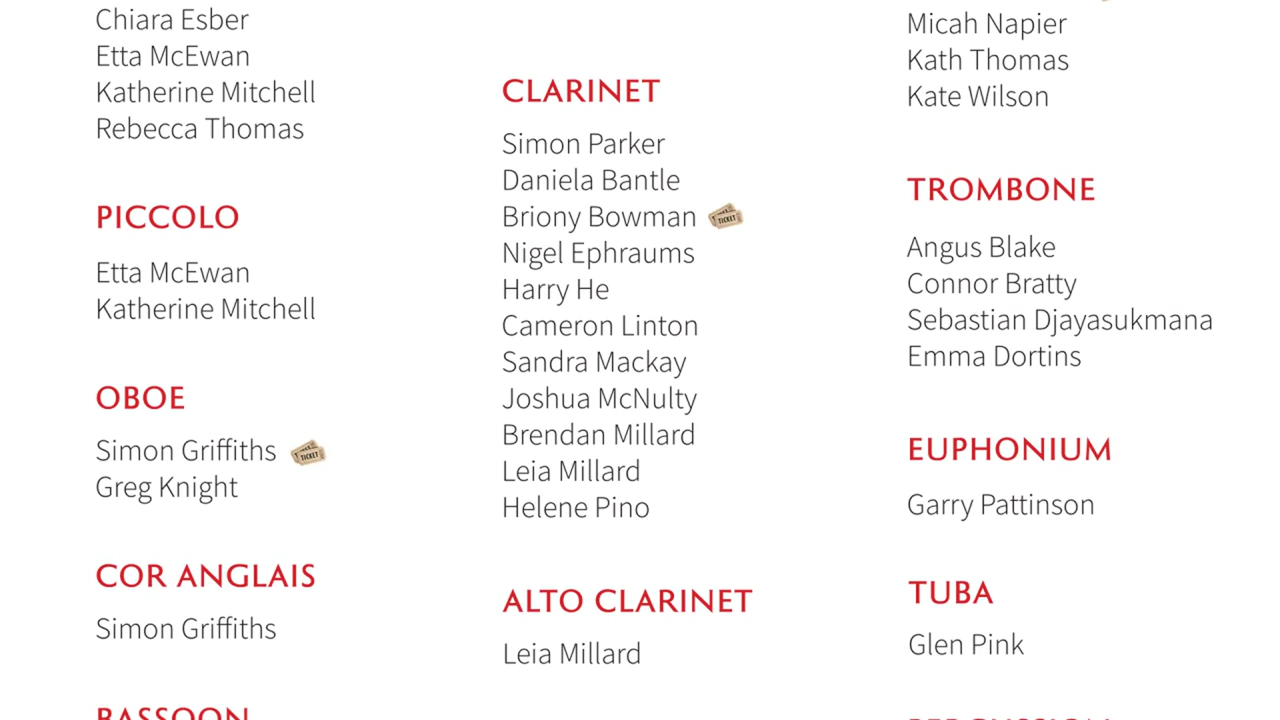 Chiara Esber
Etta McEwan
Katherine Mitchell
Rebecca Thomas
PICCOLO
Etta McEwan
Katherine Mitchell
OBOE
Simon Griffiths
TICKET
Greg Knight
COR ANGLAIS
Simon Griffiths
BASSOON
CLARINET
Simon Parker
Daniela Bantle
Briony Bowman
TICKET
Nigel Ephraums
Harry He
Cameron Linton
Sandra Mackay
Joshua McNulty
Brendan Millard
Leia Millard
Helene Pino
ALTO CLARINET
Leia Millard
Micah Napier
Kath Thomas
Kate Wilson
TROMBONE
Angus Blake
Connor Bratty
Sebastian Djayasukmana
Emma Dortins
EUPHONIUM
Garry Pattinson
TUBA
Glen Pink